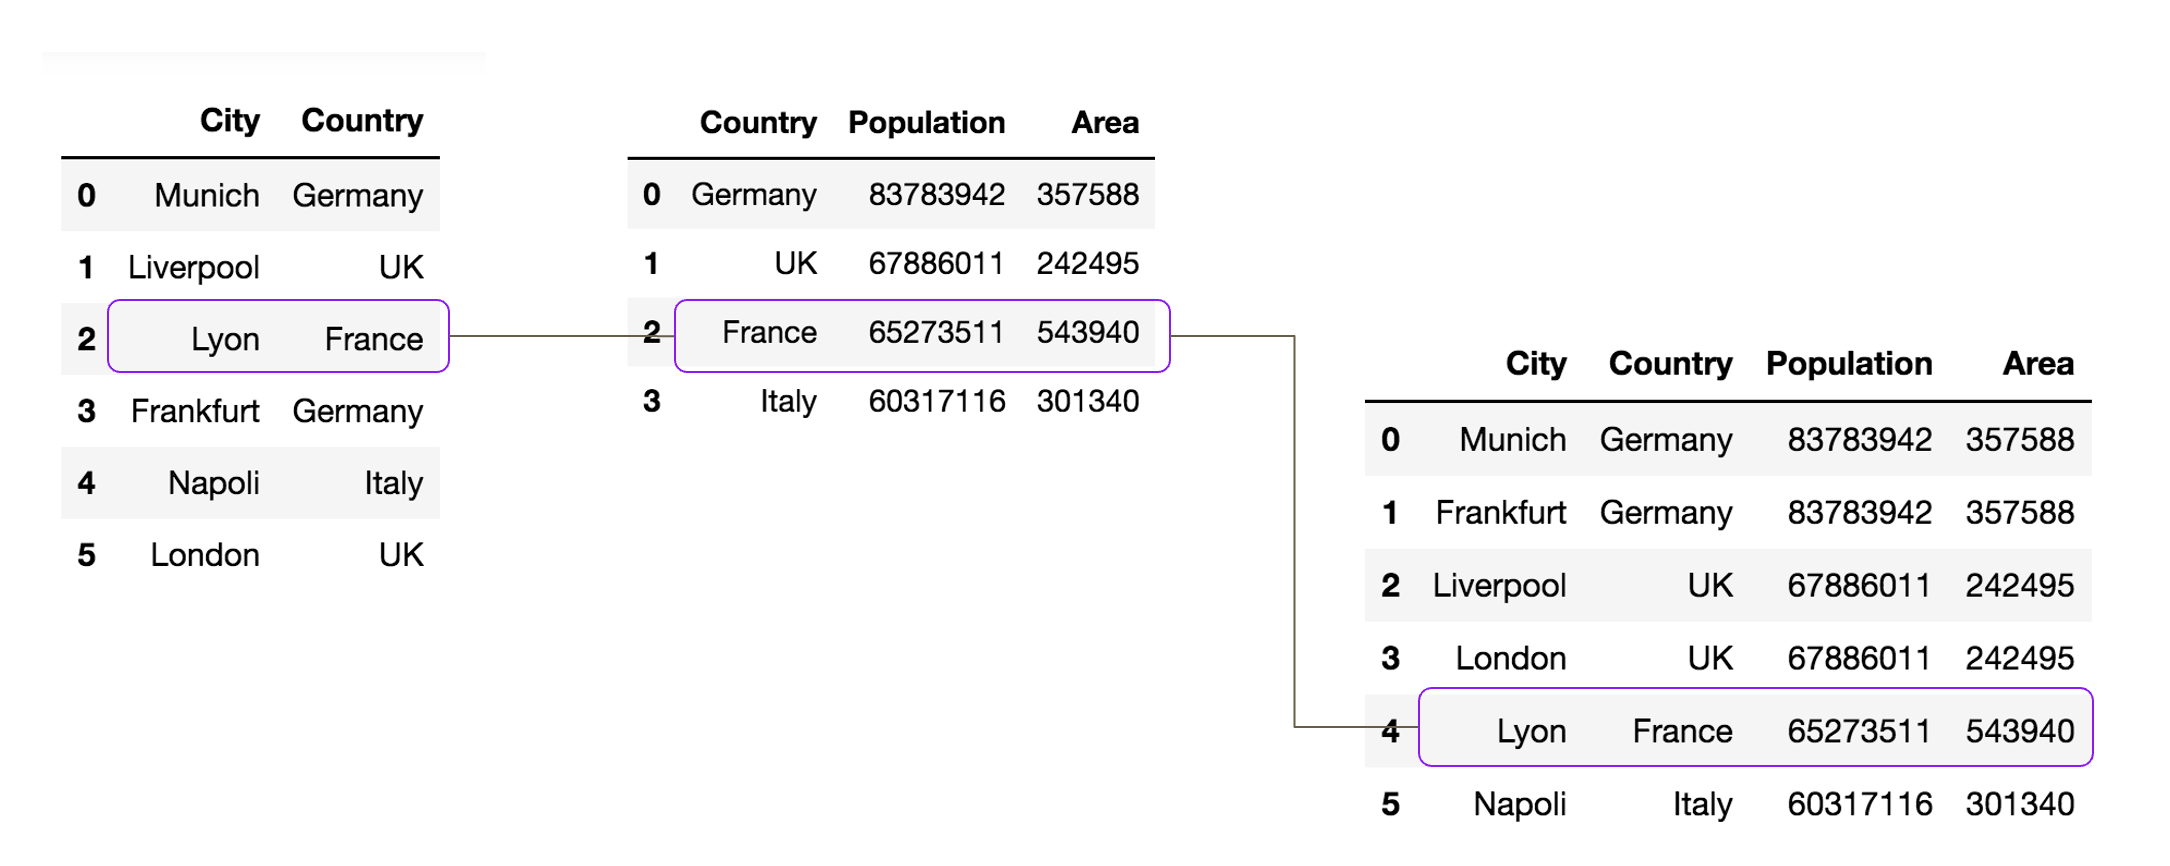 City Country
0 Munich Germany
1 Liverpool UK
2 Lyon France
3 Frankfurt Germany
4 Napoli Italy
5 London UK
Country Population Area
0 Germany 83783942 357588
1 UK 67886011 242495
2 France 65273511 543940
3 Italy 60317116 301340
City Country Population Area
0 Munich Germany 83783942 357588
1 Frankfurt Germany 83783942 357588
2 Liverpool UK 67886011 242495
3 London UK 67886011 242495
4 Lyon France 65273511 543940
5 Napoli Italy 60317116 301340